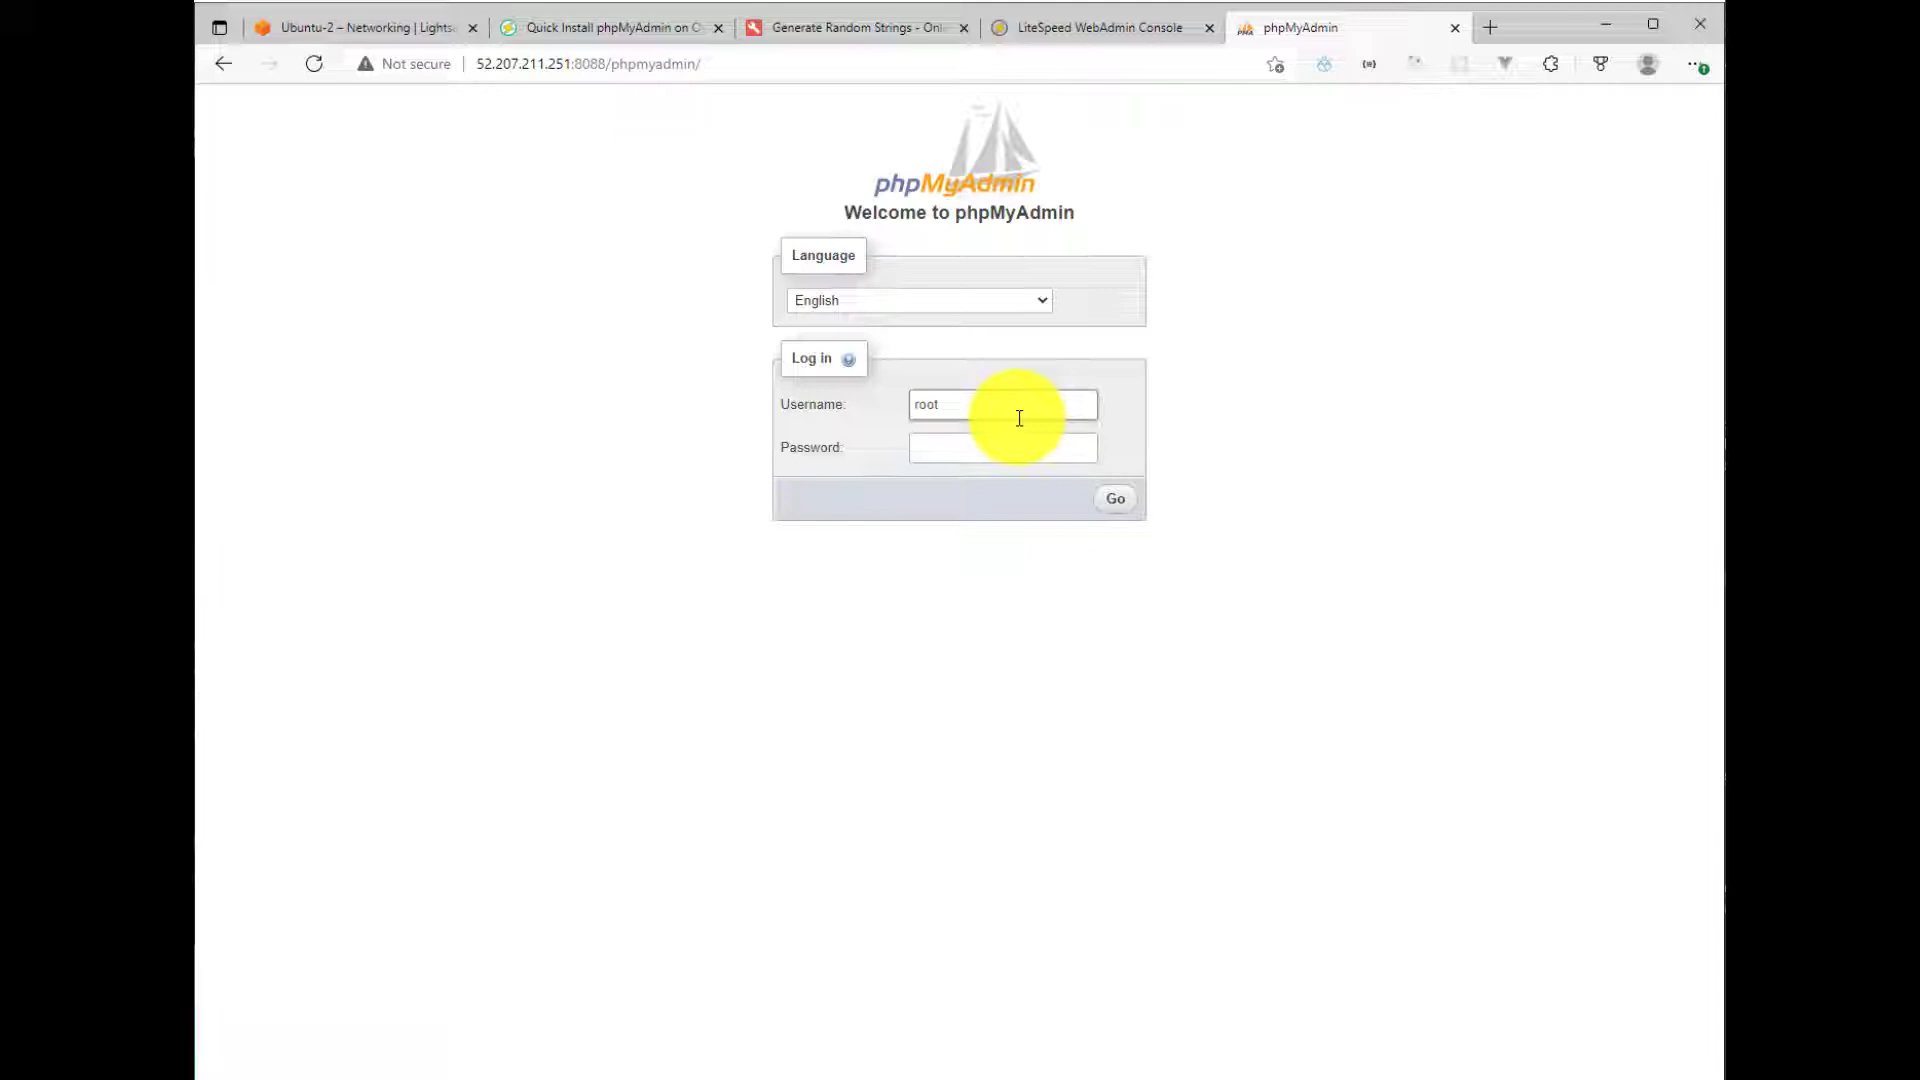 Ubuntu-2 – Networking | Lights
Quick Install phpMyAdmin on O
Generate Random Strings - Onl
LiteSpeed WebAdmin Console
phpMyAdmin
Not secure
52.207.211.251:8088/phpmyadmin/
phpMyAdmin
Welcome to phpMyAdmin
Language
English
Log in
Username:
root
Password:
Go